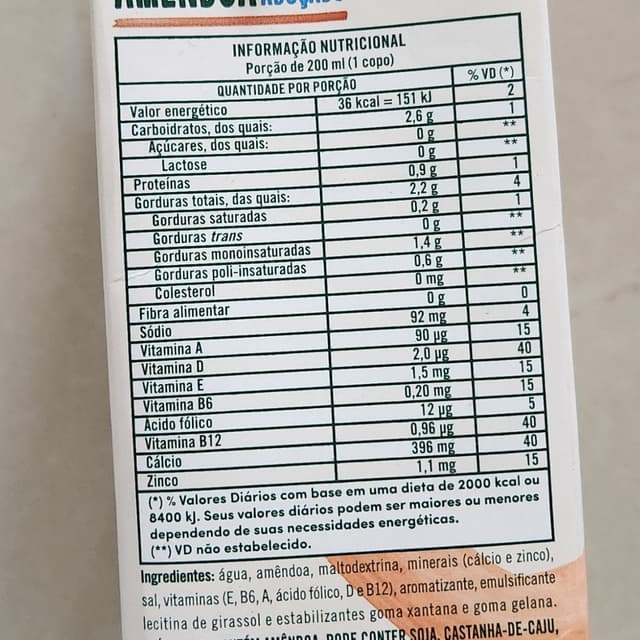 AMÊNDOA
INFORMAÇÃO NUTRICIONAL
Porção de 200 ml (1 copo)
QUANTIDADE POR PORÇÃO % VD (*)
Valor energético 36 kcal = 151 kJ 2
Carboidratos, dos quais: 2,6 g 1
Açúcares, dos quais: 0 g **
Lactose 0 g **
Proteínas 0,9 g 1
Gorduras totais, das quais: 2,2 g 4
Gorduras saturadas 0,2 g 1
Gorduras trans 0 g **
Gorduras monoinsaturadas 1,4 g **
Gorduras poli-insaturadas 0,6 g **
Colesterol 0 mg **
Fibra alimentar 0 g 0
Sódio 92 mg 4
Vitamina A 90 µg 15
Vitamina D 2,0 µg 40
Vitamina E 1,5 mg 15
Vitamina B6 0,20 mg 15
Ácido fólico 12 µg 5
Vitamina B12 0,96 µg 40
Cálcio 396 mg 40
Zinco 1,1 mg 15
(*) % Valores Diários com base em uma dieta de 2000 kcal ou
8400 kJ. Seus valores diários podem ser maiores ou menores
dependendo de suas necessidades energéticas.
(**) VD não estabelecido.
Ingredientes: água, amêndoa, maltodextrina, minerais (cálcio e zinco),
sal, vitaminas (E, B6, A, ácido fólico, D e B12), aromatizante, emulsificante
lecitina de girassol e estabilizantes goma xantana e goma gelana.
AMÊNDOA. PODE CONTER SOJA, CASTANHA-DE-CAJU,